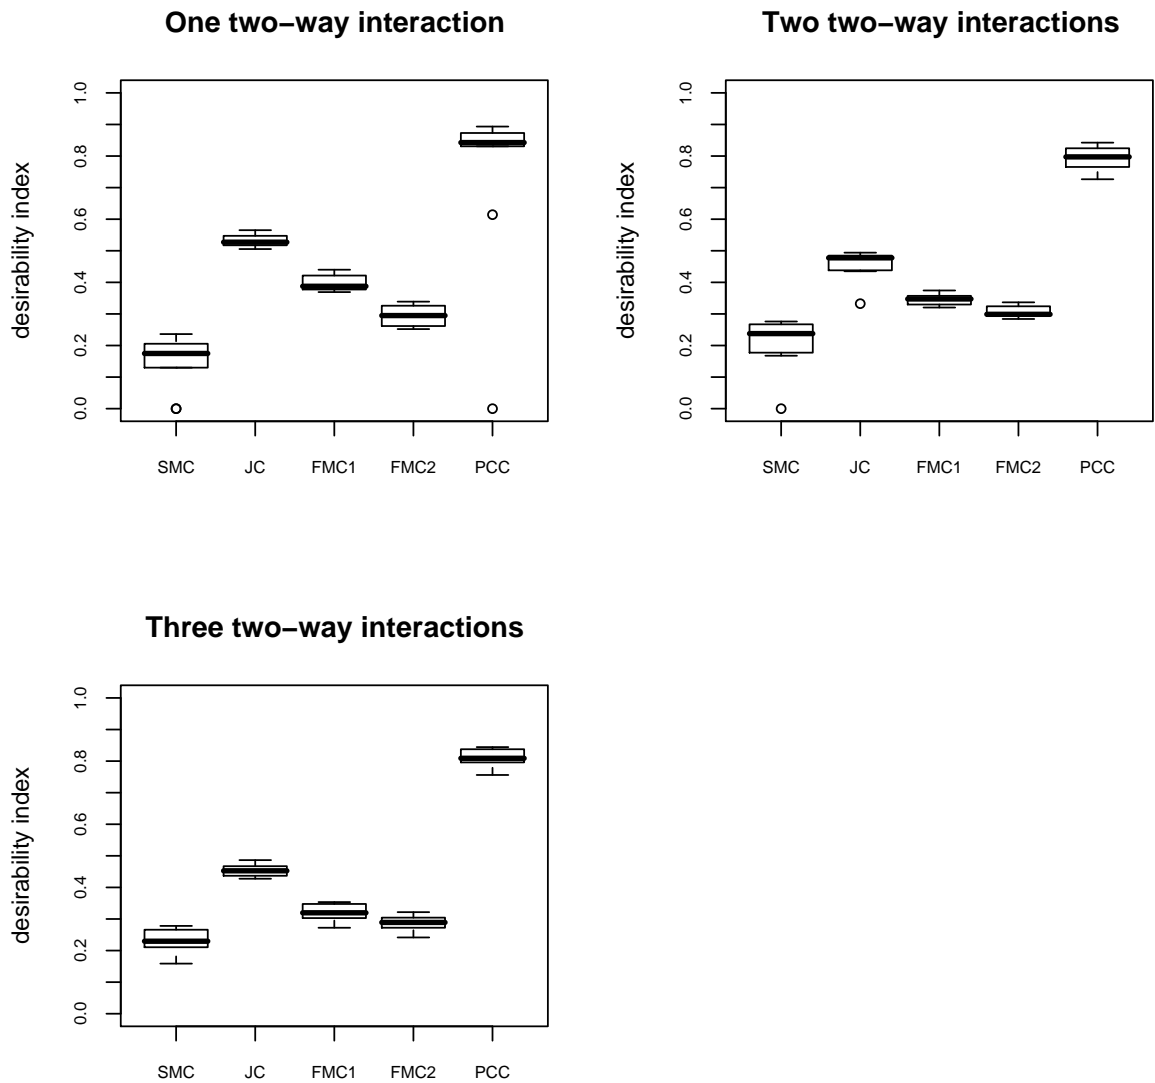 One two−way interaction
desirability index
1.0
0.8
0.6
0.4
0.2
0.0
SMC JC FMC1 FMC2 PCC
Two two−way interactions
desirability index
1.0
0.8
0.6
0.4
0.2
0.0
SMC JC FMC1 FMC2 PCC
Three two−way interactions
desirability index
1.0
0.8
0.6
0.4
0.2
0.0
SMC JC FMC1 FMC2 PCC